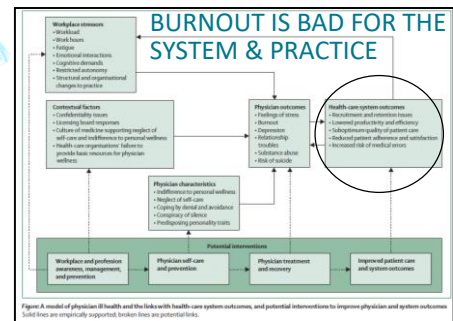 BURNOUT IS BAD FOR THE
SYSTEM & PRACTICE
Workplace stressors
• Workload
• Work hours
• Fatigue
• Emotional interactions
• Cognitive demands
• Restricted autonomy
• Structural and organisational
changes to practice
Contextual factors
• Confidentiality issues
• Licensing board responses
• Culture of medicine supporting neglect of
self-care and indifference to personal wellness
• Health-care organisations' failure to
provide basic resources for physician
wellness
Physician outcomes
• Feelings of stress
• Burnout
• Depression
• Relationship
troubles
• Substance abuse
• Risk of suicide
Health-care system outcomes
• Recruitment and retention issues
• Lowered productivity and efficiency
• Suboptimum quality of patient care
• Reduced patient adherence and satisfaction
• Increased risk of medical errors
Physician characteristics
• Indifference to personal wellness
• Neglect of self-care
• Coping by denial and avoidance
• Conspiracy of silence
• Predisposing personality traits
Potential interventions
Workplace and profession
awareness, management,
and prevention
Physician self-care
and prevention
Physician treatment
and recovery
Improved patient care
and system outcomes
Figure: A model of physician ill health and the links with health-care system outcomes, and potential interventions to improve physician and system outcomes
Solid lines are empirically supported; broken lines are potential links.